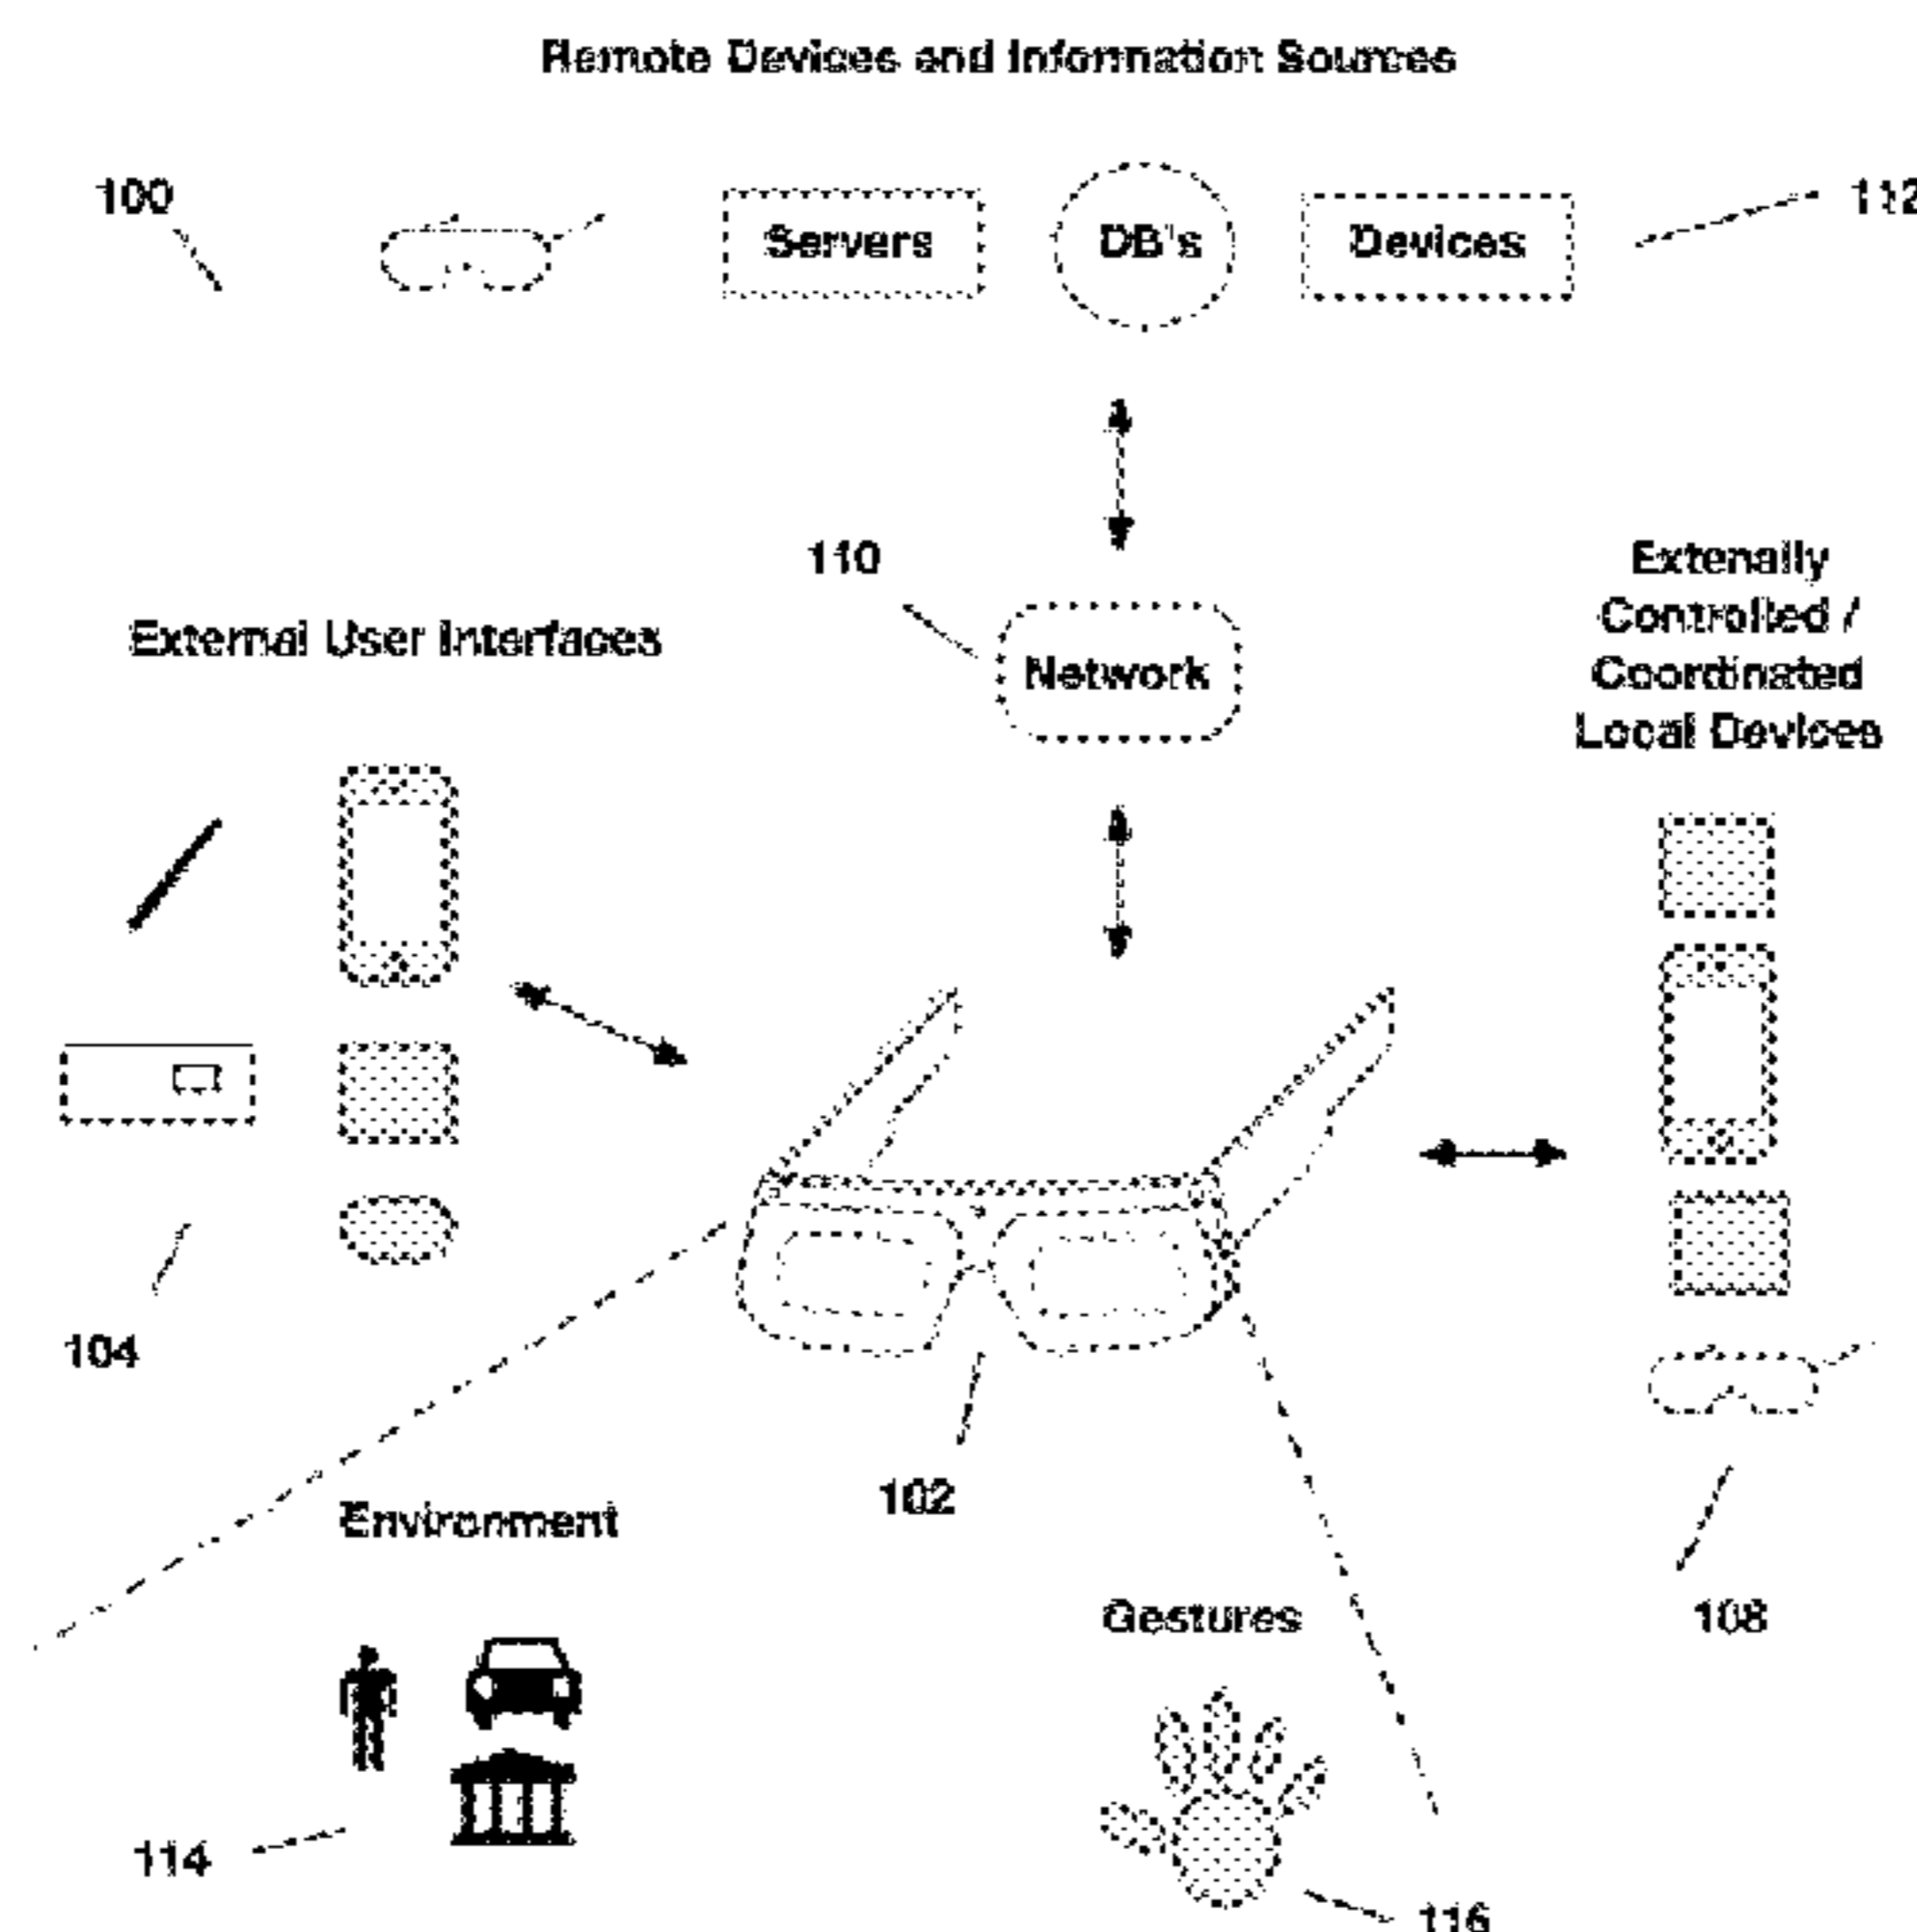 Remote Devices and Information Sources
100
Servers
DB's
Devices
112
110
Network
External User Interfaces
Extenally
Controlled /
Coordinated
Local Devices
104
102
Environment
Gestures
108
114
116